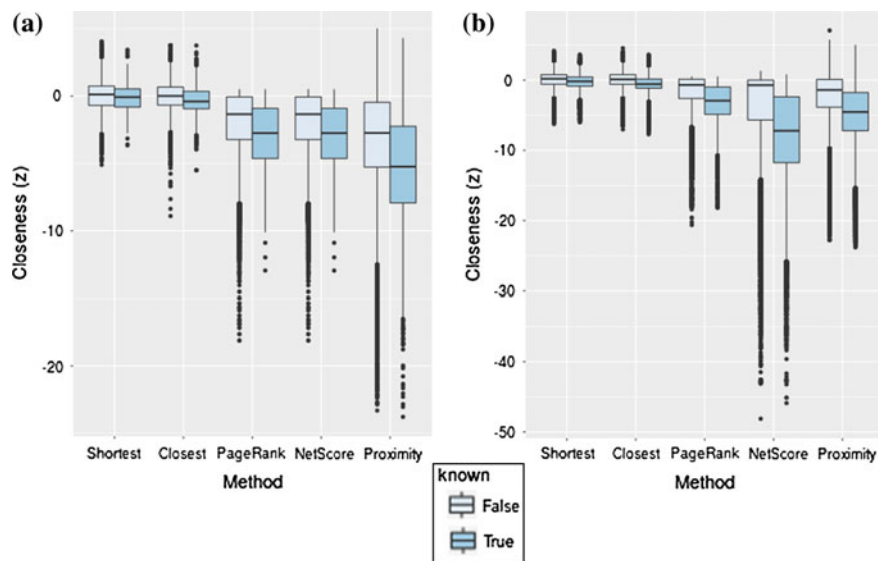 (a)
0
-10
-20
Closeness (z)
Shortest Closest PageRank NetScore Proximity
Method
(b)
0
-10
-20
-30
-40
-50
Closeness (z)
Shortest Closest PageRank NetScore Proximity
Method
known
False
True